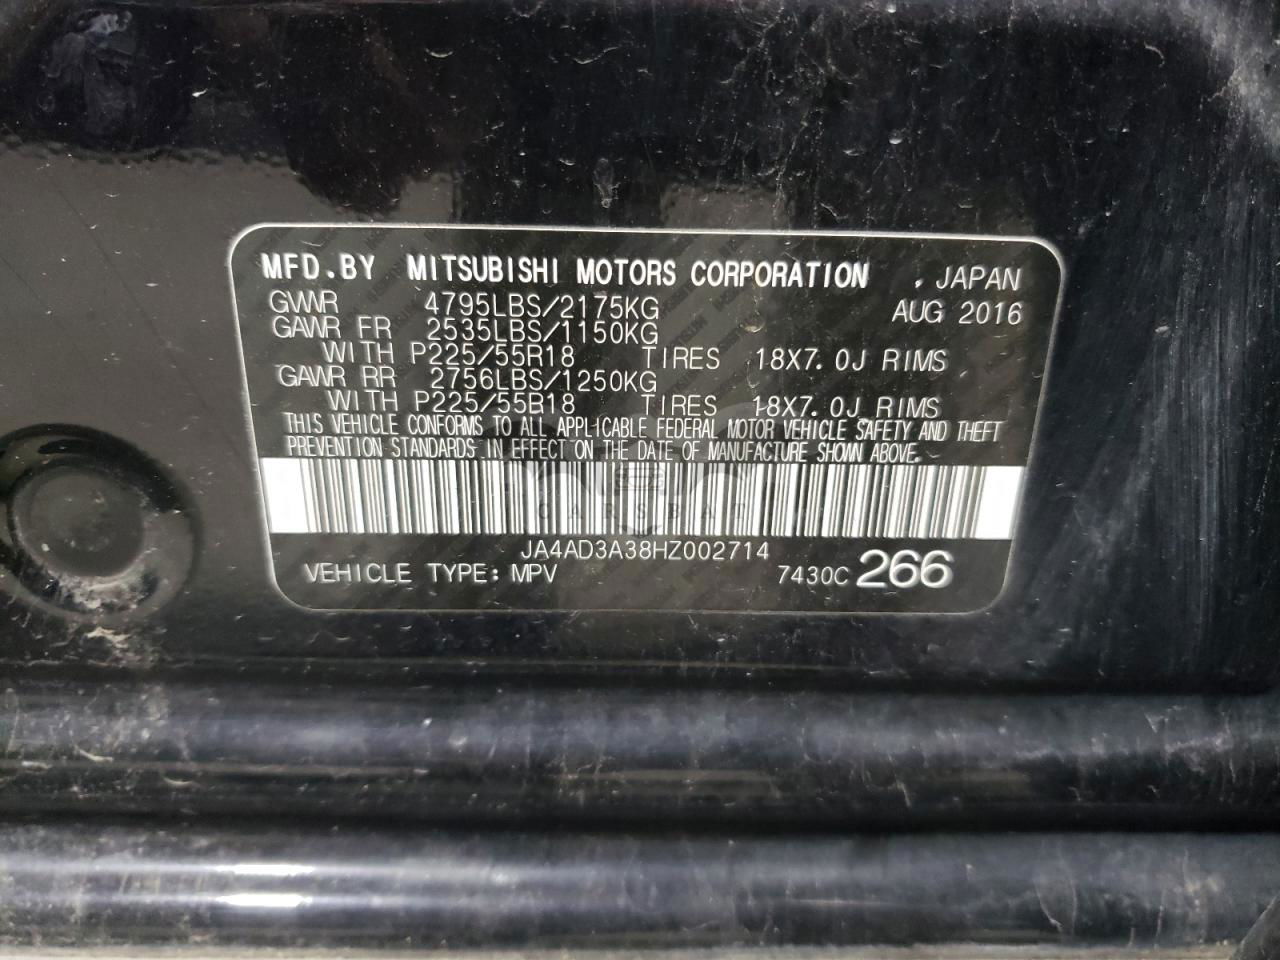 MFD.BY MITSUBISHI MOTORS CORPORATION , JAPAN
GVWR 4795LBS/2175KG AUG 2016
GAWR FR 2535LBS/1150KG
WITH P225/55R18 TIRES 18X7.0J RIMS
GAWR RR 2756LBS/1250KG
WITH P225/55R18 TIRES 18X7.0J RIMS
THIS VEHICLE CONFORMS TO ALL APPLICABLE FEDERAL MOTOR VEHICLE SAFETY AND THEFT
PREVENTION STANDARDS IN EFFECT ON THE DATE OF MANUFACTURE SHOWN ABOVE.
CARSBAT
JA4AD3A38HZ002714
VEHICLE TYPE: MPV 7430C 266